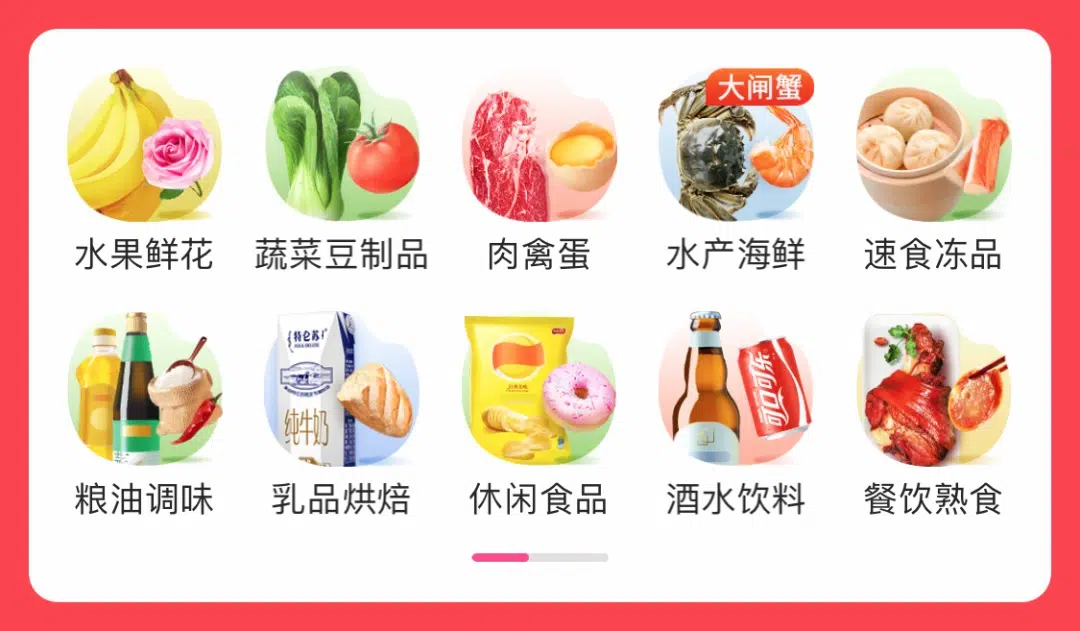 大闸蟹
水果鲜花
蔬菜豆制品
肉禽蛋
水产海鲜
速食冻品
特仑苏
纯牛奶
可口可乐
粮油调味
乳品烘焙
休闲食品
酒水饮料
餐饮熟食